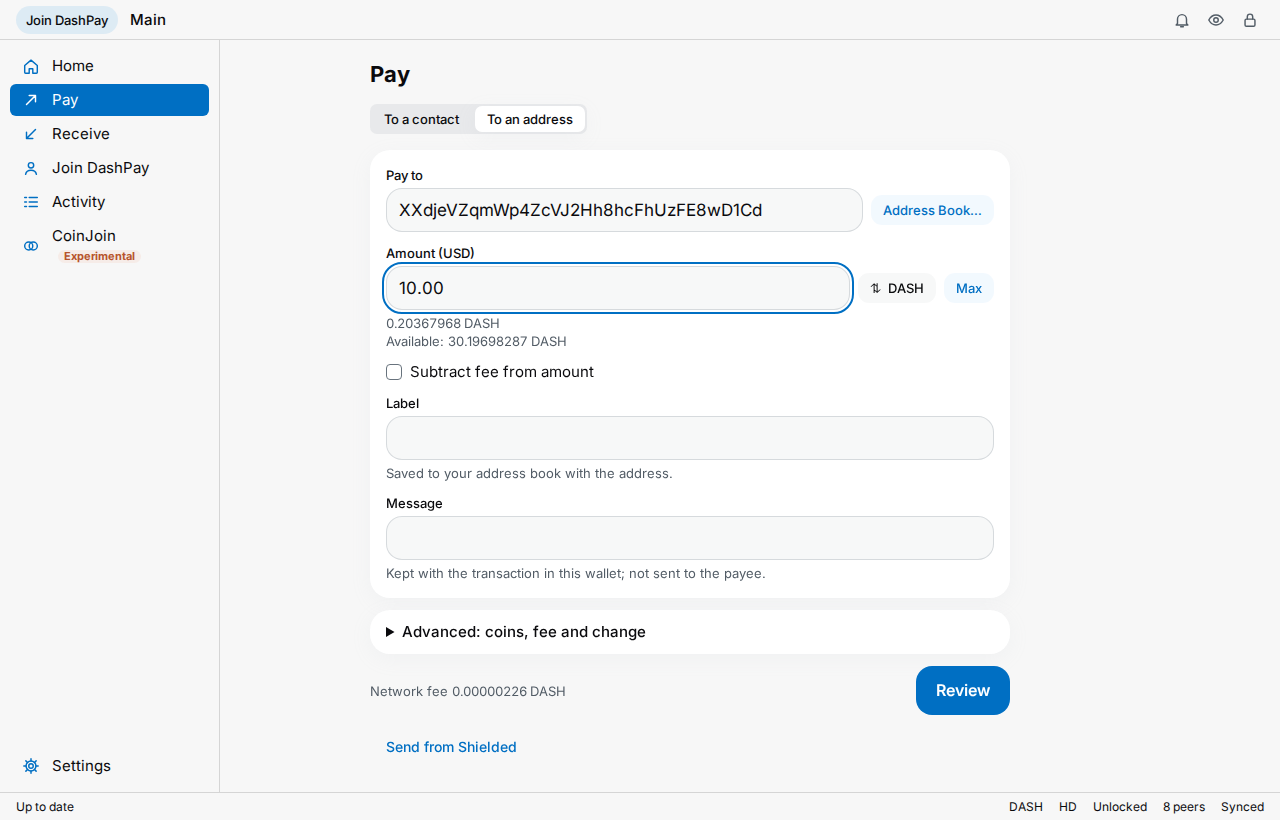 Join DashPay
Main
Home
Pay
Receive
Join DashPay
Activity
CoinJoin
Experimental
Settings
Pay
To a contact
To an address
Pay to
XXdjeVZqmWp4ZcVJ2Hh8hcFhUzFE8wD1Cd
Address Book...
Amount (USD)
10.00
⇅ DASH
Max
0.20367968 DASH
Available: 30.19698287 DASH
Subtract fee from amount
Label
Saved to your address book with the address.
Message
Kept with the transaction in this wallet; not sent to the payee.
Advanced: coins, fee and change
Network fee 0.00000226 DASH
Review
Send from Shielded
Up to date
DASH
HD
Unlocked
8 peers
Synced